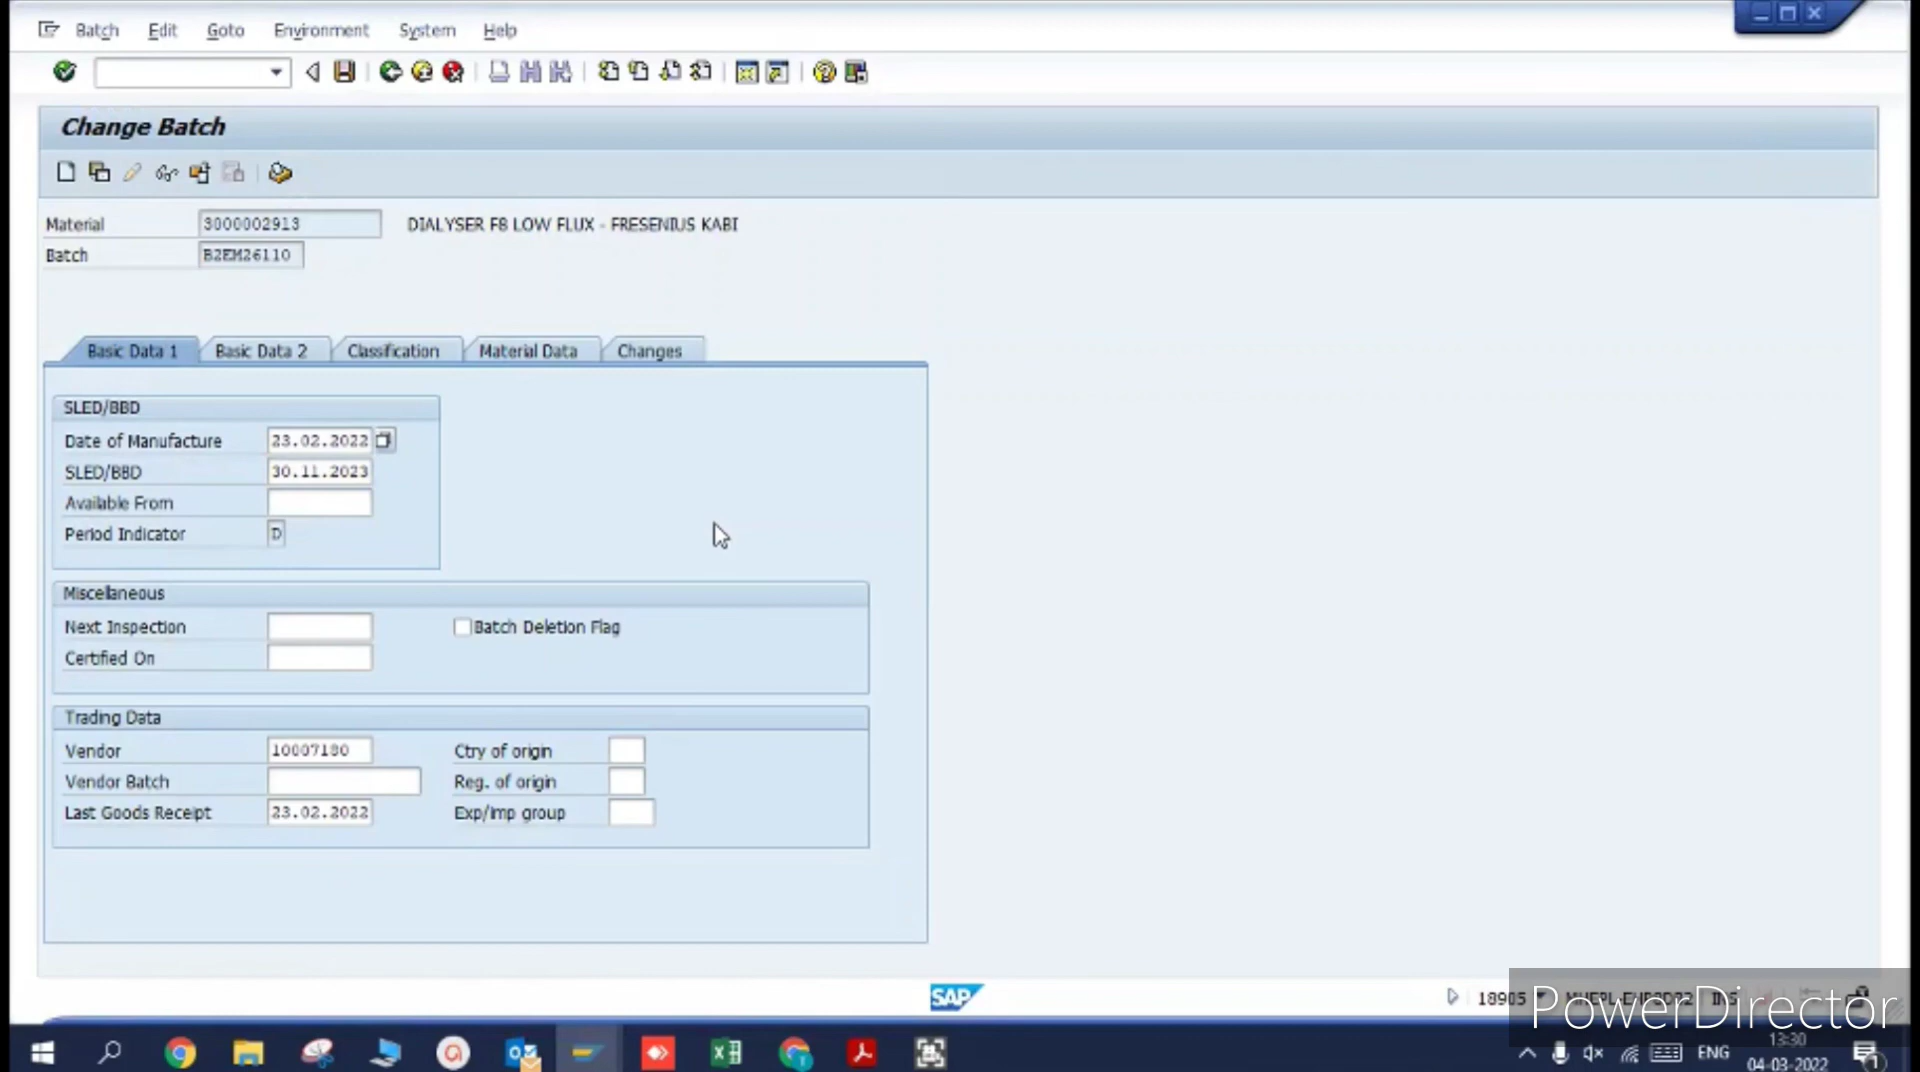 Batch Edit Goto Environment System Help
Change Batch
Material 3000002913 DIALYSER F8 LOW FLUX - FRESENIUS KABI
Batch B2EM26110
Basic Data 1 Basic Data 2 Classification Material Data Changes
SLED/BBD
Date of Manufacture 23.02.2022
SLED/BBD 30.11.2023
Available From
Period Indicator D
Miscellaneous
Next Inspection Batch Deletion Flag
Certified On
Trading Data
Vendor 10007180 Ctry of origin
Vendor Batch Reg. of origin
Last Goods Receipt 23.02.2022 Exp/imp group
SAP 18905 INS
PowerDirector
13:30
ENG
04-03-2022
1